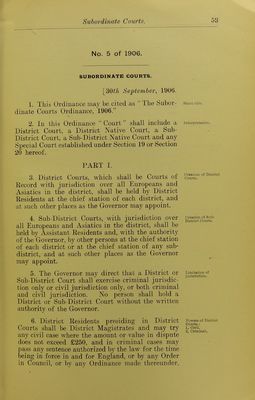 Subordinate Courts. 53
No. 5 of 1906.
SUBORDINATE COURTS.
[30th September, 1906.
1. This Ordinance may be cited as "The Subor- Short title.
dinate Courts Ordinance, 1906."
2. In this Ordinance "Court" shall include a Interpretation.
District Court, a District Native Court, a Sub-
District Court, a Sub-District Native Court and any
Special Court established under Section 19 or Section
20 hereof.
PART I.
3. District Courts, which shall be Courts of Creation of District
Record with jurisdiction over all Europeans and Courts.
Asiatics in the district, shall be held by District
Residents at the chief station of each district, and
at such other places as the Governor may appoint.
4. Sub-District Courts, with jurisdiction over Creation of Sub-
all Europeans and Asiatics in the district, shall be District Courts.
held by Assistant Residents and, with the authority
of the Governor, by other persons at the chief station
of each district or at the chief station of any sub-
district, and at such other places as the Governor
may appoint.
5. The Governor may direct that a District or Limitation of
Sub-District Court shall exercise criminal jurisdic- jurisdiction.
tion only or civil jurisdiction only, or both criminal
and civil jurisdiction. No person shall hold a
District or Sub-District Court without the written
authority of the Governor.
6. District Residents presiding in District Powers of District
Courts shall be District Magistrates and may try Courts.
any civil case where the amount or value in dispute 1. Civil.
does not exceed £250, and in criminal cases may 2. Criminal.
pass any sentence authorized by the law for the time
being in force in and for England, or by any Order
in Council, or by any Ordinance made thereunder,